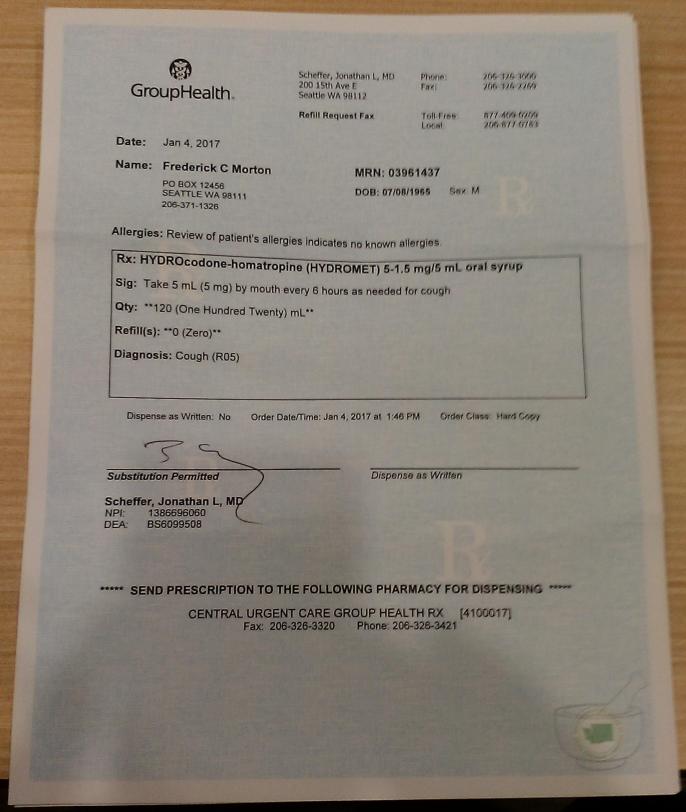 GroupHealth
Scheffer, Jonathan L, MD
200 15th Ave E
Seattle WA 98112
Phone:
Fax:
Refill Request Fax
Toll-Free:
Local:
Date: Jan 4, 2017
Name: Frederick C Morton
PO BOX 12456
SEATTLE WA 98111
206-371-1326
MRN: 03961437
DOB: 07/08/1965 Sex: M
Rx
Allergies: Review of patient's allergies indicates no known allergies.
Rx: HYDROcodone-homatropine (HYDROMET) 5-1.5 mg/5 mL oral syrup
Sig: Take 5 mL (5 mg) by mouth every 6 hours as needed for cough
Qty: **120 (One Hundred Twenty) mL**
Refill(s): **0 (Zero)**
Diagnosis: Cough (R05)
Dispense as Written: No Order Date/Time: Jan 4, 2017 at 1:46 PM Order Class: Hard Copy
Substitution Permitted
Dispense as Written
Scheffer, Jonathan L, MD
NPI: 1386696060
DEA: BS6099508
Rx
***** SEND PRESCRIPTION TO THE FOLLOWING PHARMACY FOR DISPENSING *****
CENTRAL URGENT CARE GROUP HEALTH RX [4100017]
Fax: 206-326-3320 Phone: 206-326-3421